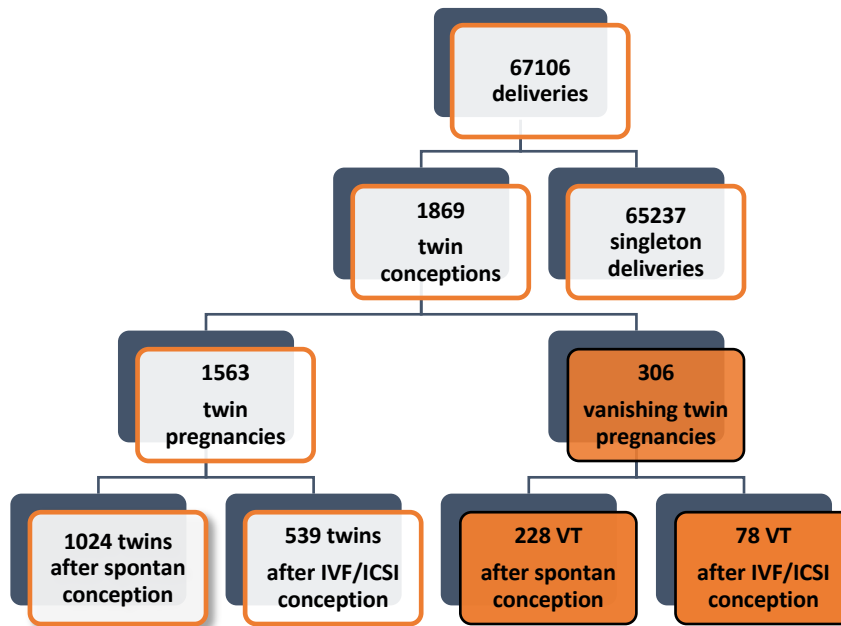 67106
deliveries
1869
twin
conceptions
65237
singleton
deliveries
1563
twin
pregnancies
306
vanishing twin
pregnancies
1024 twins
after spontan
conception
539 twins
after IVF/ICSI
conception
228 VT
after spontan
conception
78 VT
after IVF/ICSI
conception